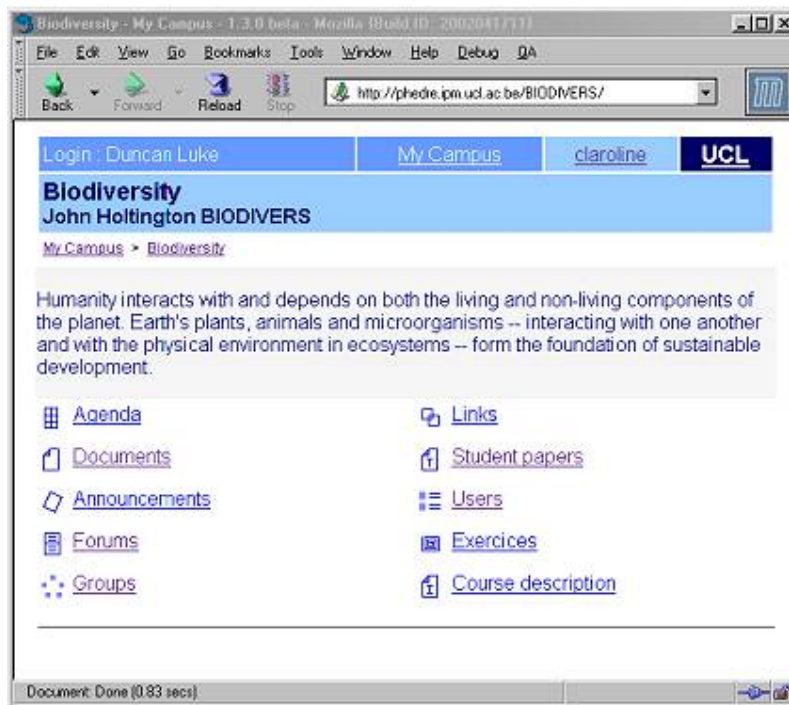 Biodiversity - My Campus - 1.3.0 beta - Mozilla {Build ID: 2002041711}
File Edit View Go Bookmarks Tools Window Help Debug QA
Back Forward Reload Stop http://phedre.ipm.ucl.ac.be/BIODIVERS/
Login : Duncan Luke My Campus claroline UCL
Biodiversity
John Holtington BIODIVERS
My Campus > Biodiversity
Humanity interacts with and depends on both the living and non-living components of
the planet. Earth's plants, animals and microorganisms -- interacting with one another
and with the physical environment in ecosystems -- form the foundation of sustainable
development.
Agenda Links
Documents Student papers
Announcements Users
Forums Exercices
Groups Course description
Document: Done (0.83 secs)